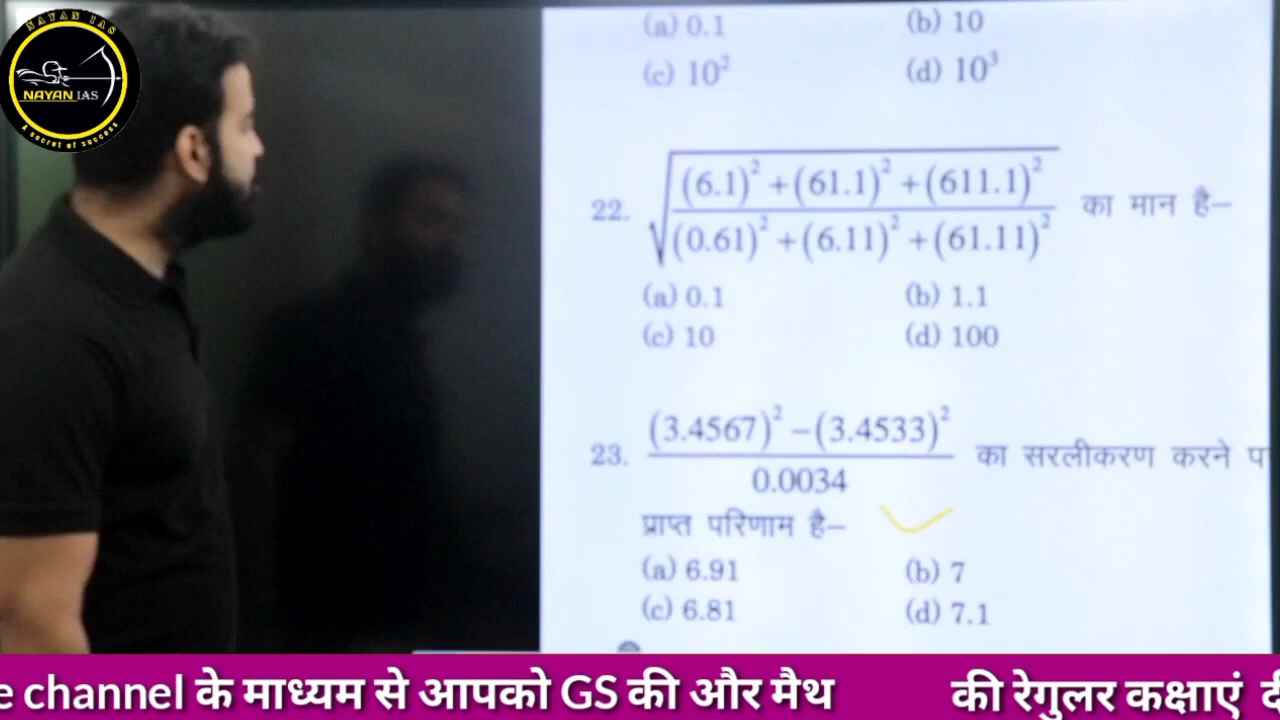 NAYAN IAS
NAYAN IAS
A secret of success
(a) 0.1 (b) 10
(c) 10² (d) 10³
22. √((6.1)² + (61.1)² + (611.1)² / (0.61)² + (6.11)² + (61.11)²) का मान है–
(a) 0.1 (b) 1.1
(c) 10 (d) 100
23. (3.4567)² – (3.4533)² / 0.0034 का सरलीकरण करने
प्राप्त परिणाम है–
(a) 6.91 (b) 7
(c) 6.81 (d) 7.1
e channel के माध्यम से आपको GS की और मैथ की रेगुलर कक्षाएं